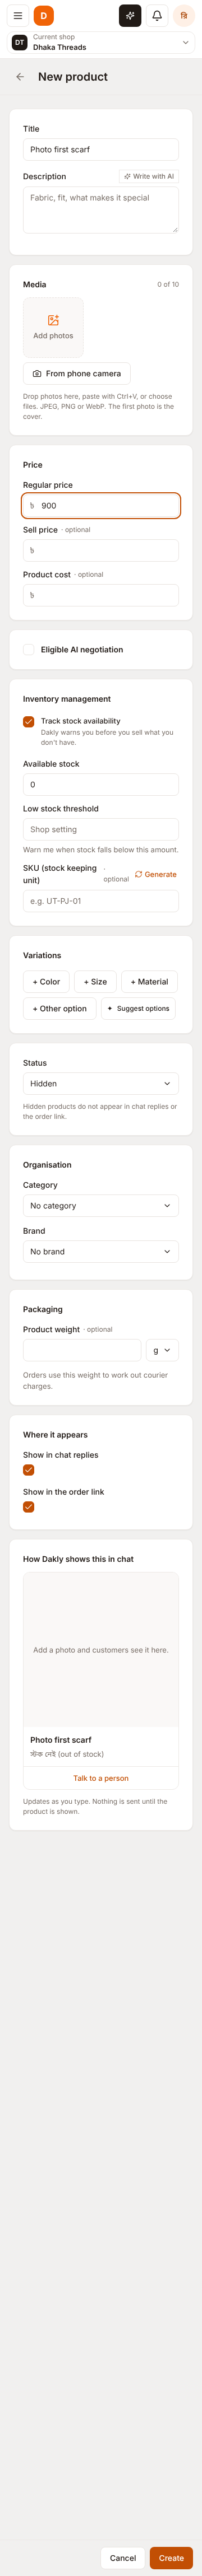 D
রি
Current shop
DT
Dhaka Threads
New product
Title
Photo first scarf
Description
Write with AI
Fabric, fit, what makes it special
Media
0 of 10
Add photos
From phone camera
Drop photos here, paste with Ctrl+V, or choose
files. JPEG, PNG or WebP. The first photo is the
cover.
Price
Regular price
৳ 900
Sell price · optional
৳
Product cost · optional
৳
Eligible AI negotiation
Inventory management
Track stock availability
Dakly warns you before you sell what you
don't have.
Available stock
0
Low stock threshold
Shop setting
Warn me when stock falls below this amount.
SKU (stock keeping
unit)
· optional
Generate
e.g. UT-PJ-01
Variations
+ Color
+ Size
+ Material
+ Other option
Suggest options
Status
Hidden
Hidden products do not appear in chat replies or
the order link.
Organisation
Category
No category
Brand
No brand
Packaging
Product weight · optional
g
Orders use this weight to work out courier
charges.
Where it appears
Show in chat replies
Show in the order link
How Dakly shows this in chat
Add a photo and customers see it here.
Photo first scarf
স্টক নেই (out of stock)
Talk to a person
Updates as you type. Nothing is sent until the
product is shown.
Cancel
Create